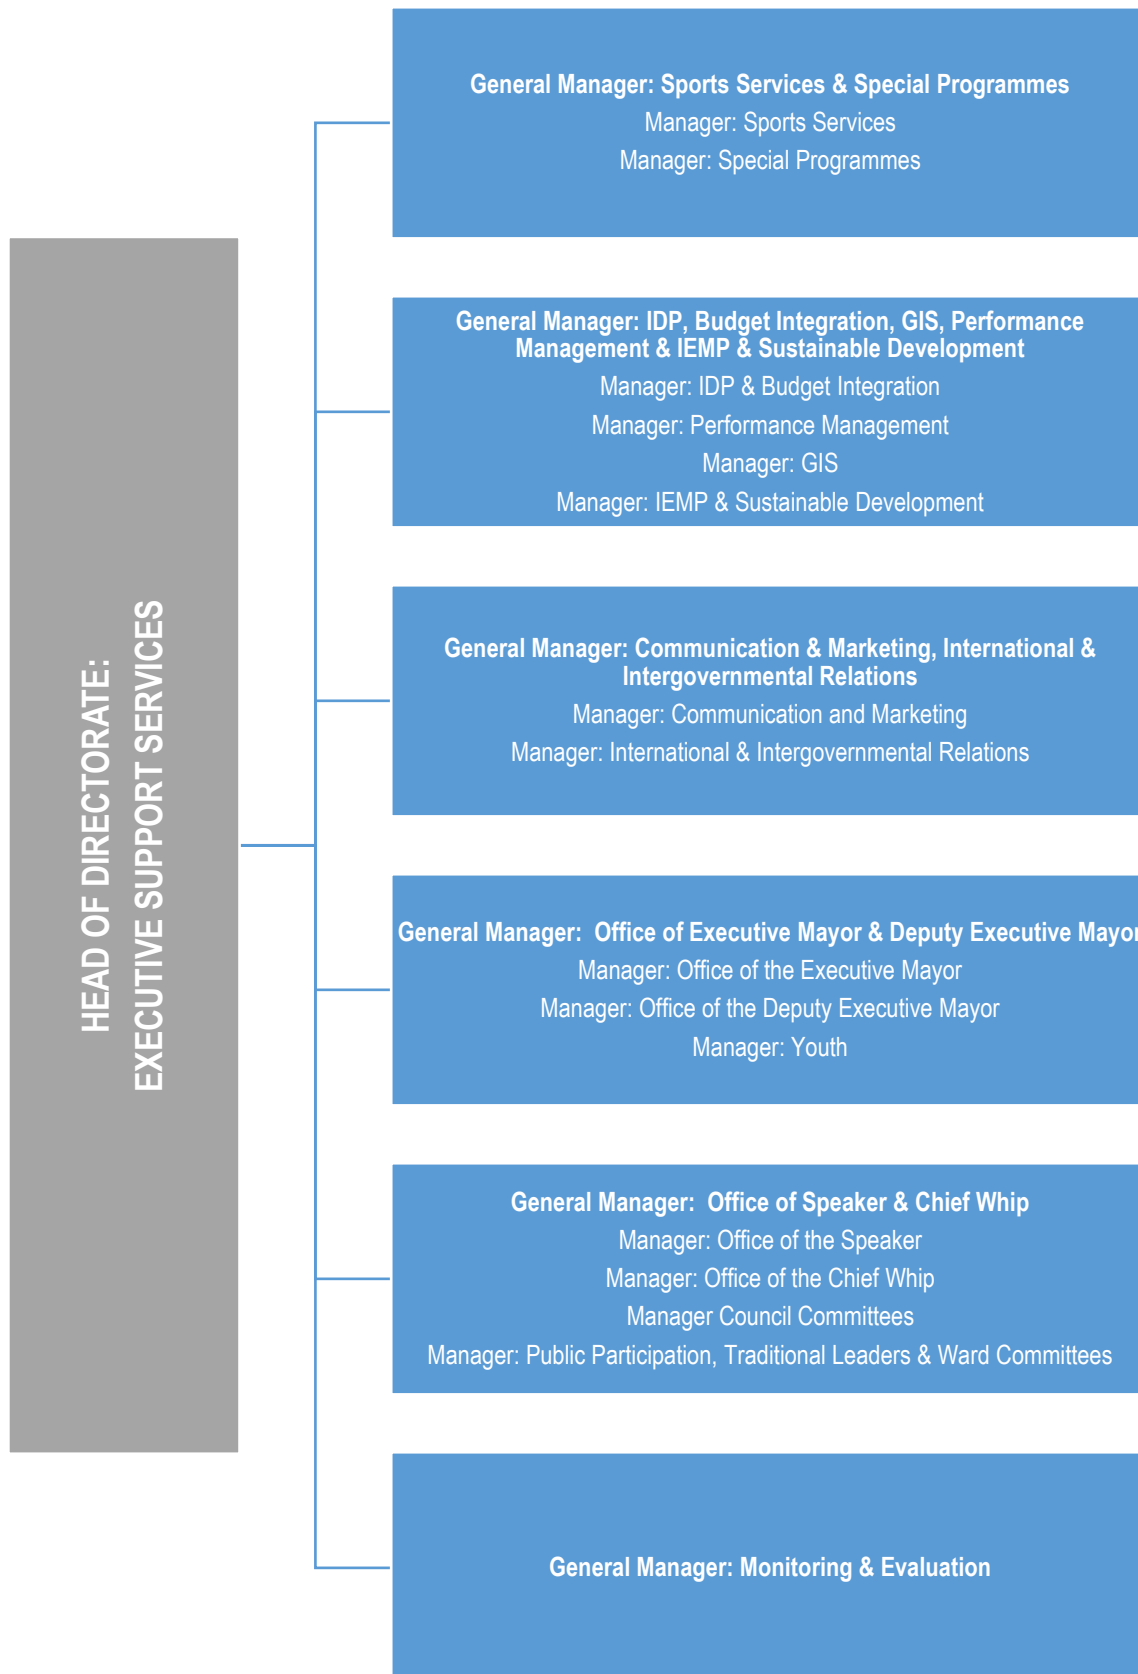 HEAD OF DIRECTORATE:
EXECUTIVE SUPPORT SERVICES
General Manager: Sports Services & Special Programmes
Manager: Sports Services
Manager: Special Programmes
General Manager: IDP, Budget Integration, GIS, Performance
Management & IEMP & Sustainable Development
Manager: IDP & Budget Integration
Manager: Performance Management
Manager: GIS
Manager: IEMP & Sustainable Development
General Manager: Communication & Marketing, International &
Intergovernmental Relations
Manager: Communication and Marketing
Manager: International & Intergovernmental Relations
General Manager:  Office of Executive Mayor & Deputy Executive Mayor
Manager: Office of the Executive Mayor
Manager: Office of the Deputy Executive Mayor
Manager: Youth
General Manager:  Office of Speaker & Chief Whip
Manager: Office of the Speaker
Manager: Office of the Chief Whip
Manager Council Committees
Manager: Public Participation, Traditional Leaders & Ward Committees
General Manager: Monitoring & Evaluation